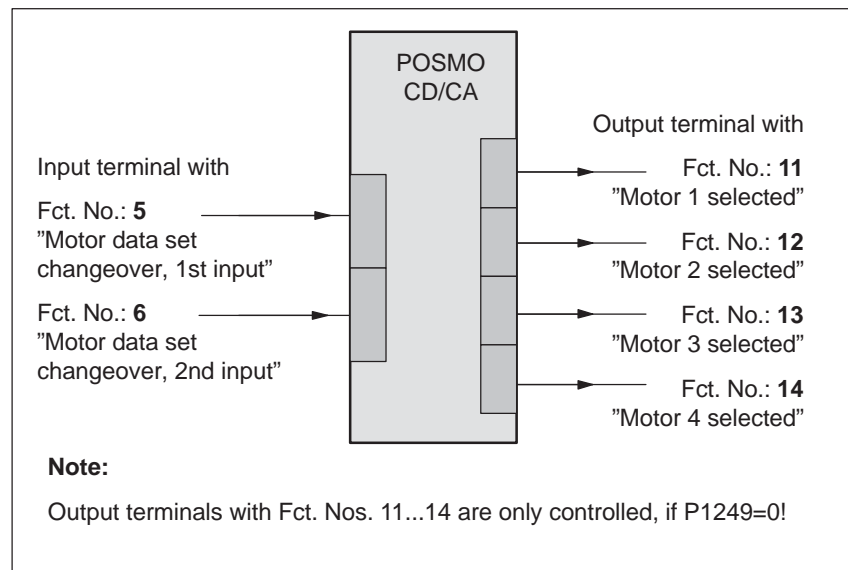 POSMO
CD/CA
Input terminal with
Fct. No.: 5
”Motor data set
changeover, 1st input”
Fct. No.: 6
”Motor data set
changeover, 2nd input”
Output terminal with
Fct. No.: 11
”Motor 1 selected”
Fct. No.: 12
”Motor 2 selected”
Fct. No.: 13
”Motor 3 selected”
Fct. No.: 14
”Motor 4 selected”
Note:
Output terminals with Fct. Nos. 11...14 are only controlled, if P1249=0!